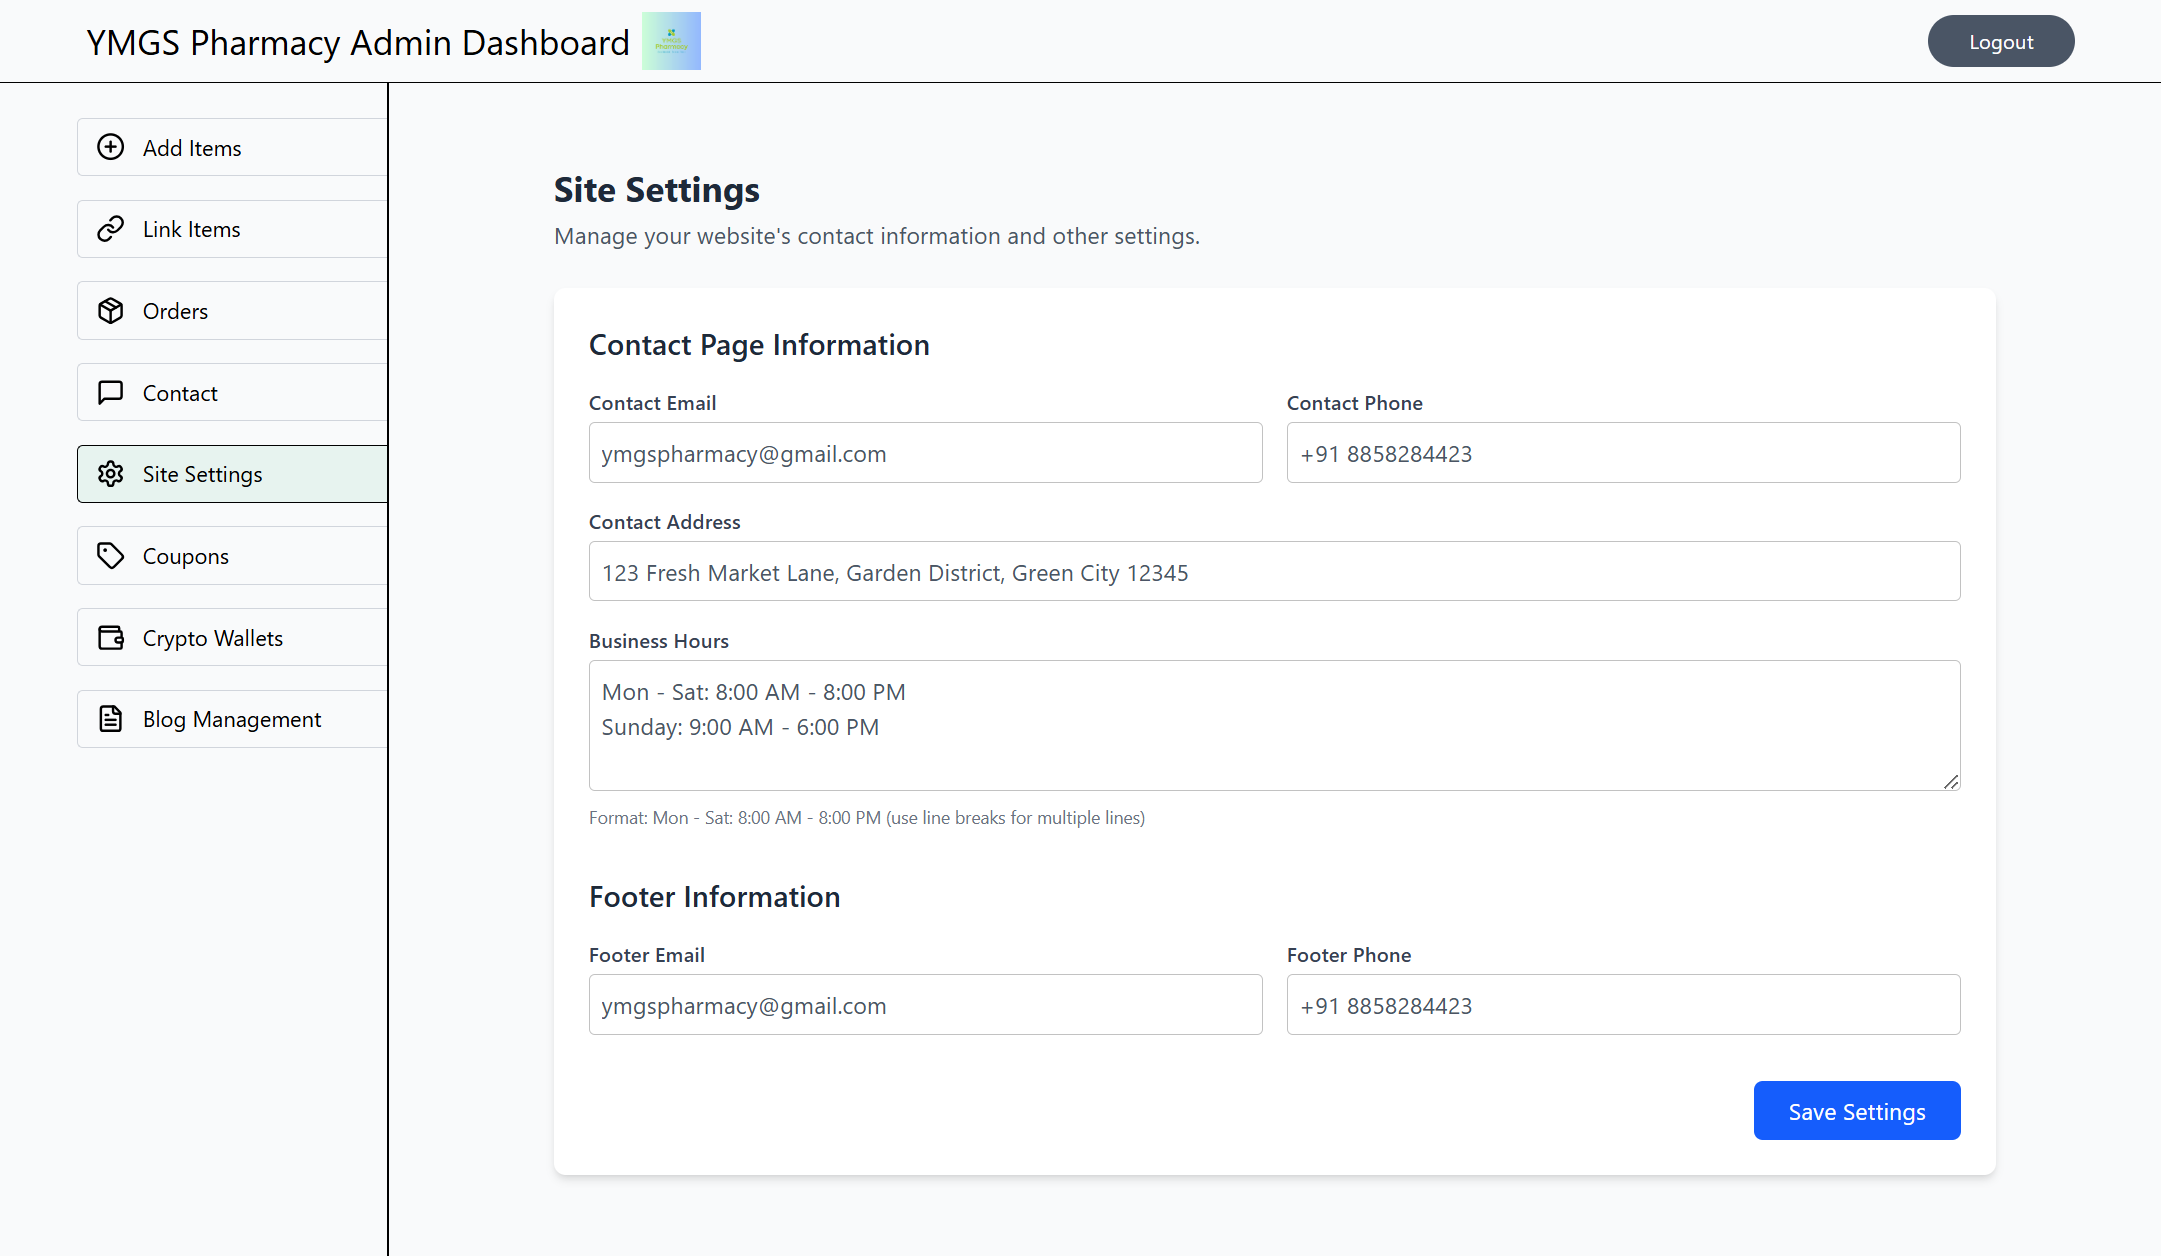 YMGS Pharmacy Admin Dashboard
YMGS
Pharmacy
Logout
Add Items
Link Items
Orders
Contact
Site Settings
Coupons
Crypto Wallets
Blog Management
Site Settings
Manage your website's contact information and other settings.
Contact Page Information
Contact Email
ymgspharmacy@gmail.com
Contact Phone
+91 8858284423
Contact Address
123 Fresh Market Lane, Garden District, Green City 12345
Business Hours
Mon - Sat: 8:00 AM - 8:00 PM
Sunday: 9:00 AM - 6:00 PM
Format: Mon - Sat: 8:00 AM - 8:00 PM (use line breaks for multiple lines)
Footer Information
Footer Email
ymgspharmacy@gmail.com
Footer Phone
+91 8858284423
Save Settings